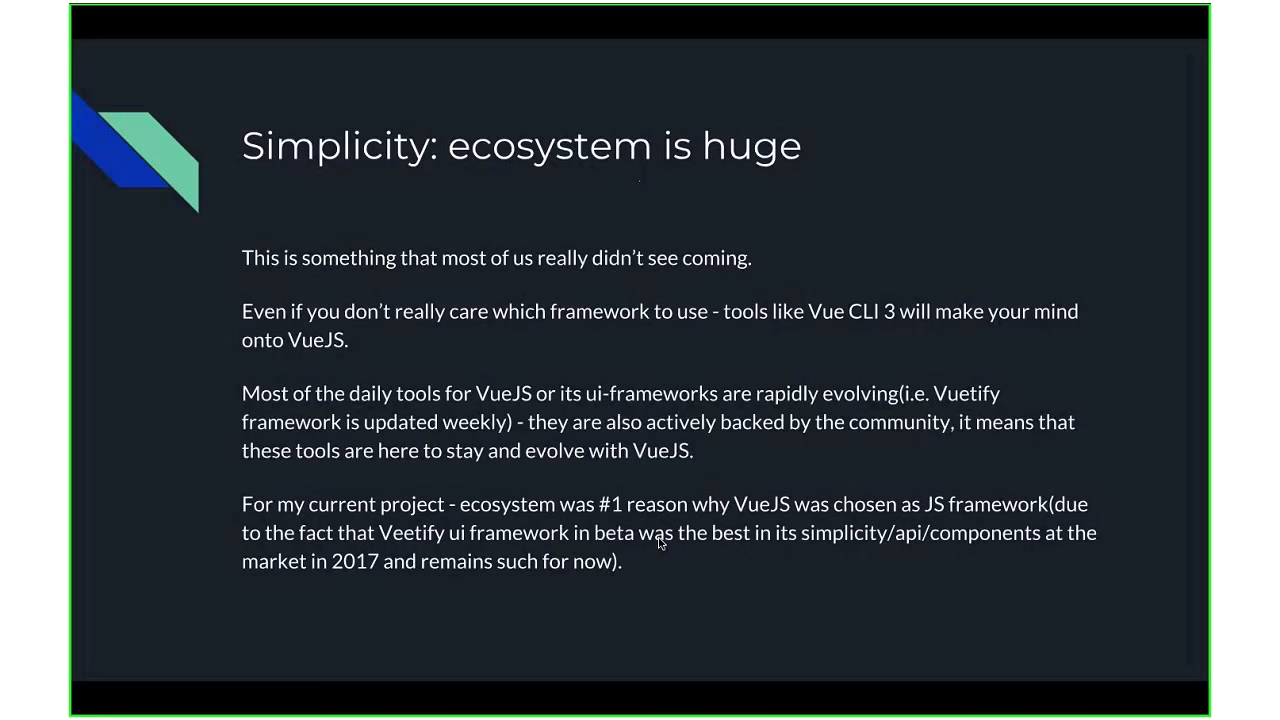 Simplicity: ecosystem is huge
This is something that most of us really didn’t see coming.
Even if you don’t really care which framework to use - tools like Vue CLI 3 will make your mind
onto VueJS.
Most of the daily tools for VueJS or its ui-frameworks are rapidly evolving(i.e. Vuetify
framework is updated weekly) - they are also actively backed by the community, it means that
these tools are here to stay and evolve with VueJS.
For my current project - ecosystem was #1 reason why VueJS was chosen as JS framework(due
to the fact that Veetify ui framework in beta was the best in its simplicity/api/components at the
market in 2017 and remains such for now).